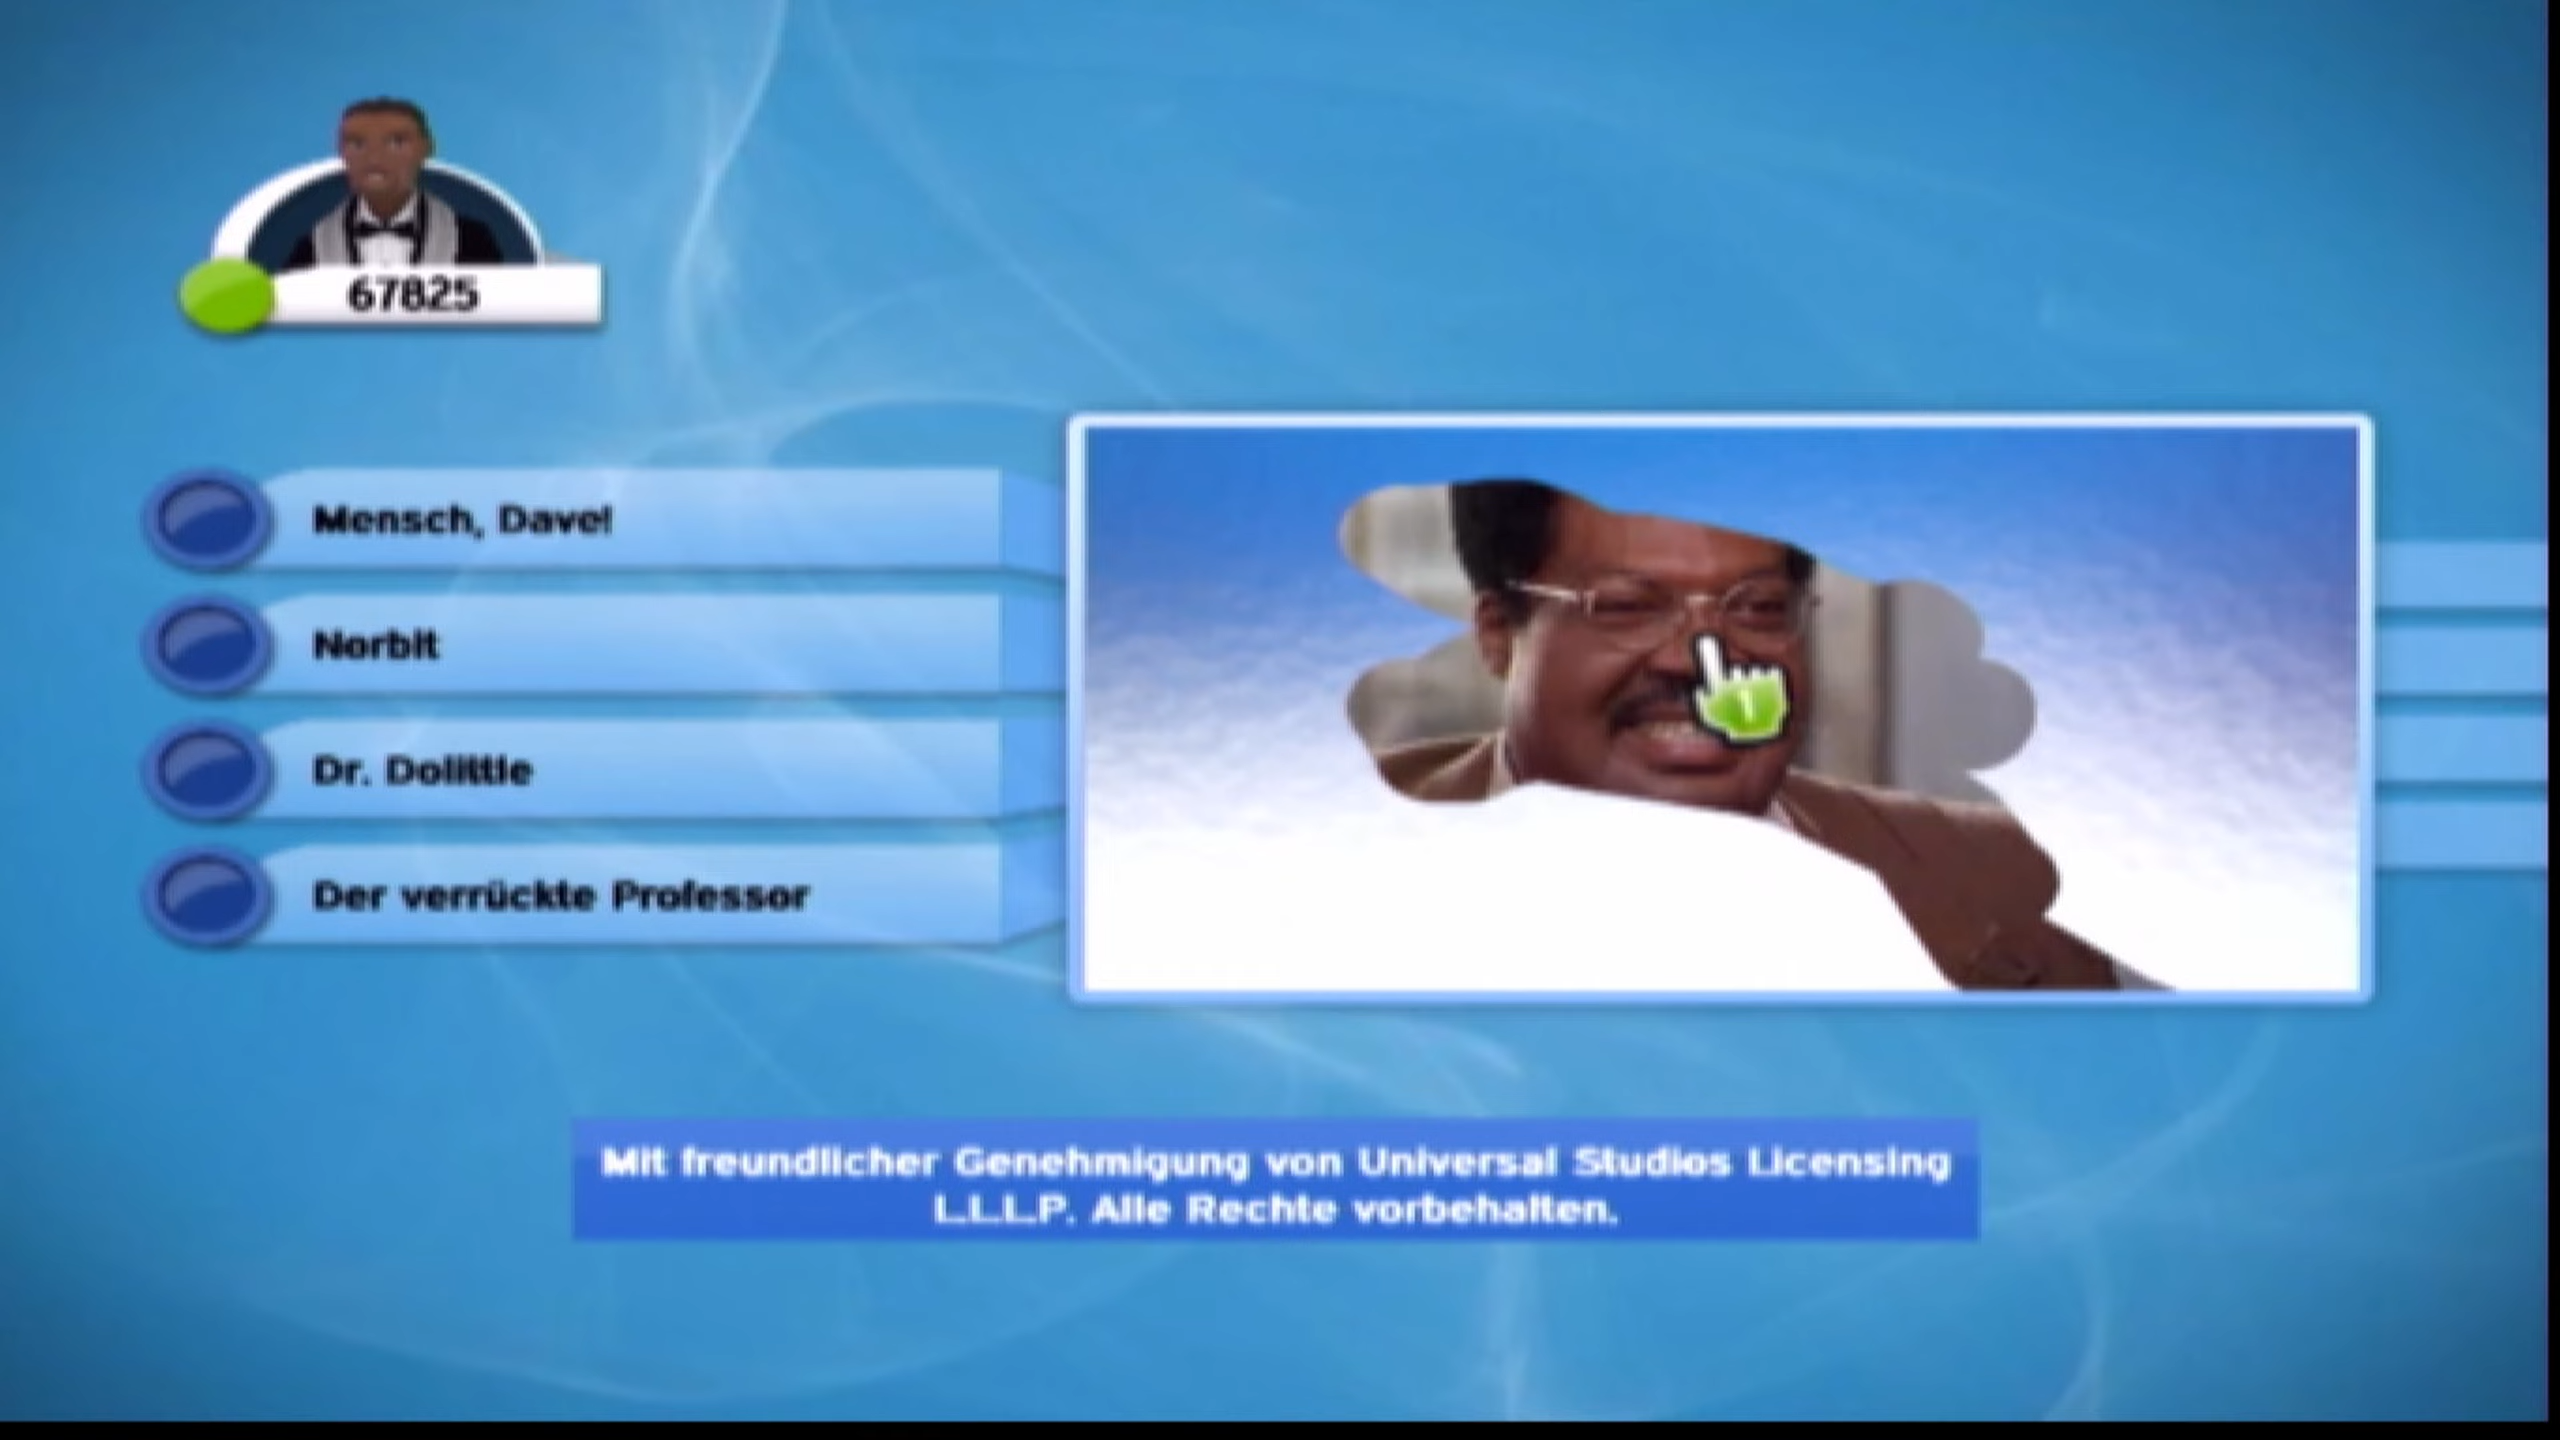 67825
Mensch, Dave!
Norbit
Dr. Dolittle
Der verrückte Professor
1
Mit freundlicher Genehmigung von Universal Studios Licensing
L.L.L.P. Alle Rechte vorbehalten.